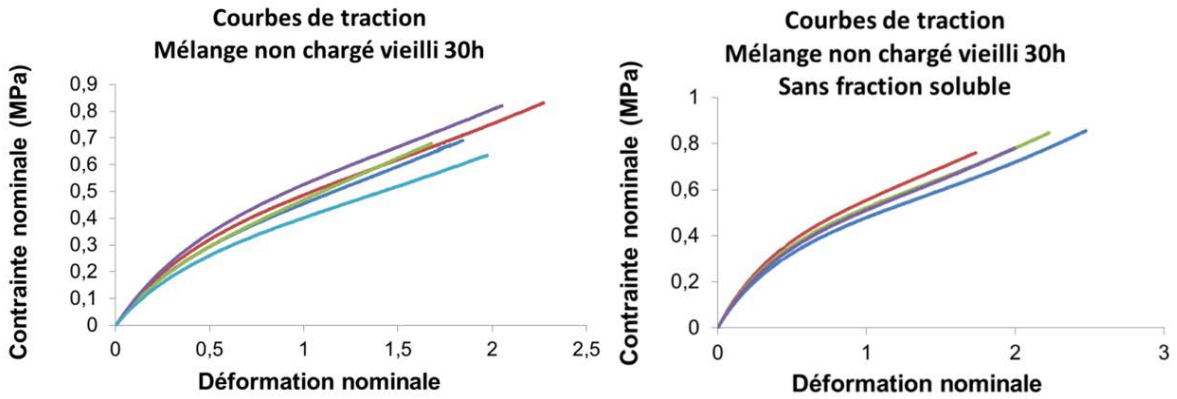 Courbes de traction
Mélange non chargé vieilli 30h
Contrainte nominale (MPa)
0,9
0,8
0,7
0,6
0,5
0,4
0,3
0,2
0,1
0
0
0,5
1
1,5
2
2,5
Déformation nominale
Courbes de traction
Mélange non chargé vieilli 30h
Sans fraction soluble
Contrainte nominale (MPa)
1
0,8
0,6
0,4
0,2
0
0
1
2
3
Déformation nominale